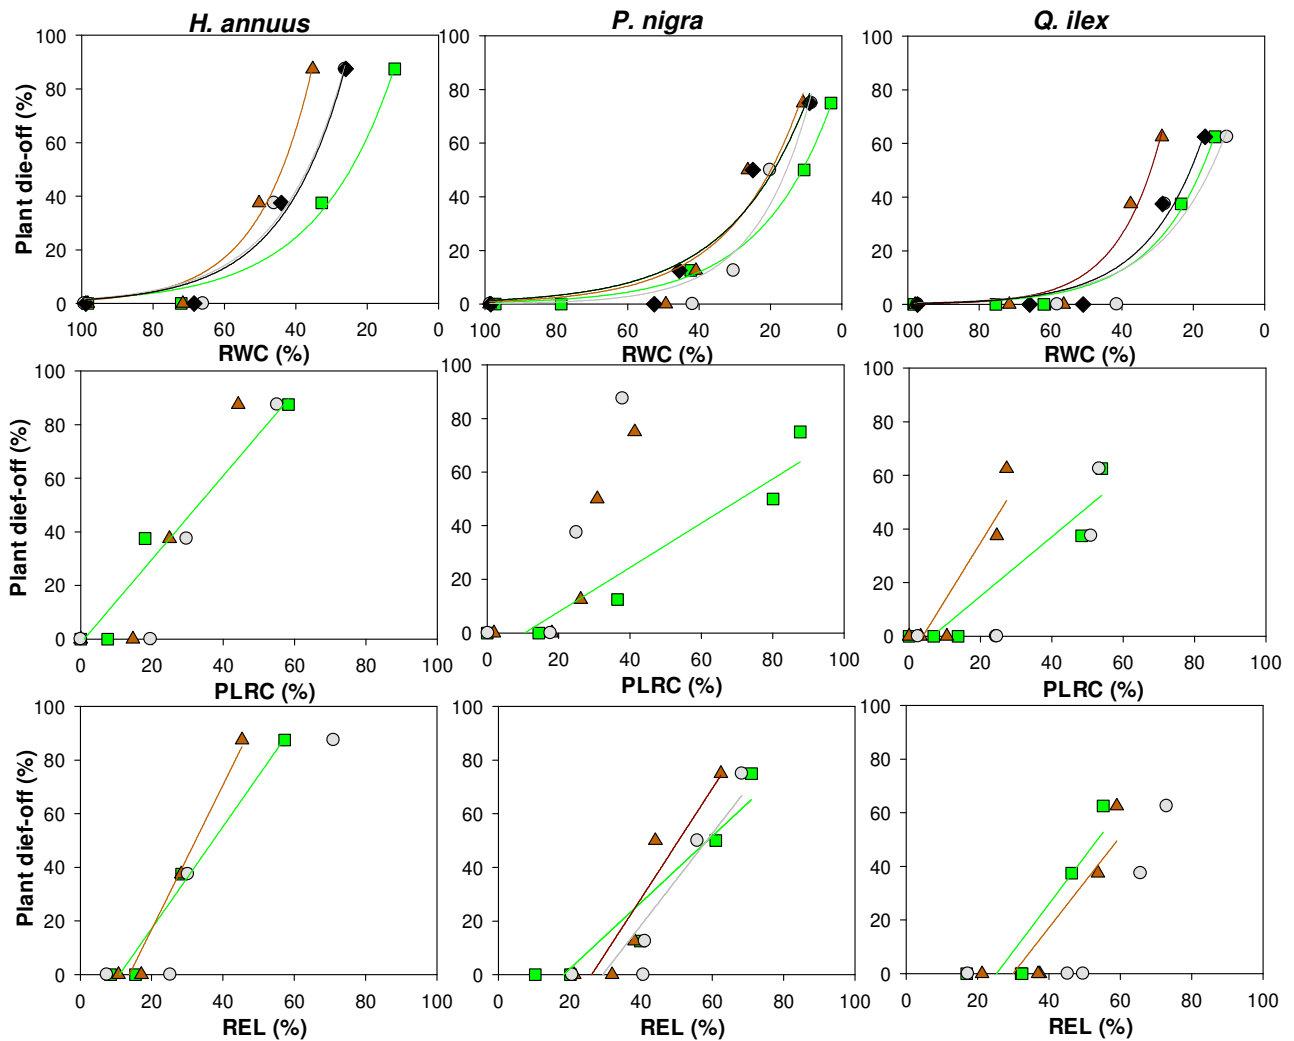 H. annuus P. nigra Q. ilex
100 100 100
80 80 80
60 60 60
40 40 40
20 20 20
0 0 0
100 80 60 40 20 0 100 80 60 40 20 0 100 80 60 40 20 0
Plant die-off (%)
RWC (%) RWC (%) RWC (%)
100 100 100
80 80 80
60 60 60
40 40 40
20 20 20
0 0 0
0 20 40 60 80 100 0 20 40 60 80 100 0 20 40 60 80 100
Plant dief-off (%)
PLRC (%) PLRC (%) PLRC (%)
100 100 100
80 80 80
60 60 60
40 40 40
20 20 20
0 0 0
0 20 40 60 80 100 0 20 40 60 80 100 0 20 40 60 80 100
Plant dief-off (%)
REL (%) REL (%) REL (%)